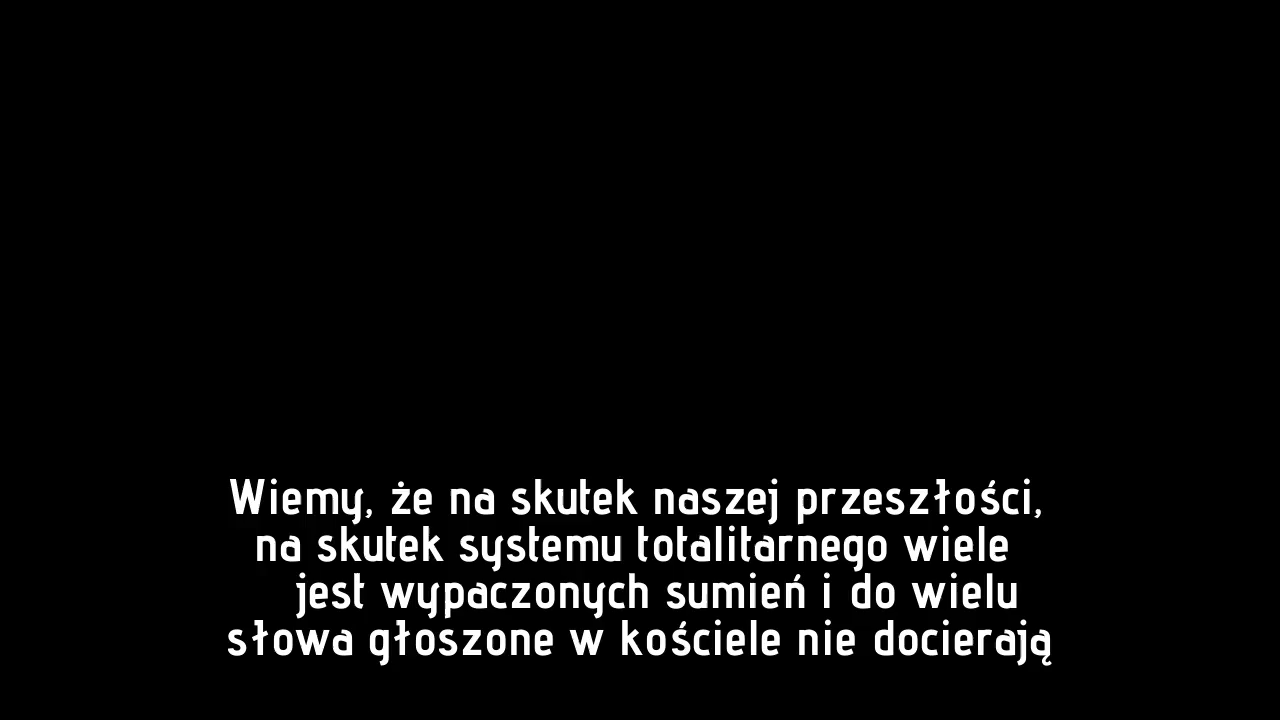 Wiemy, że na skutek naszej przeszłości,
na skutek systemu totalitarnego wiele
jest wypaczonych sumień i do wielu
słowa głoszone w kościele nie docierają